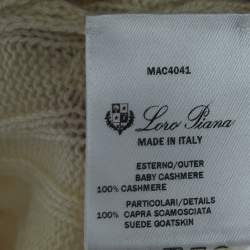 MAC4041
Loro Piana
MADE IN ITALY
ESTERNO/OUTER
BABY CASHMERE
100% CASHMERE
PARTICOLARI/DETAILS
100% CAPRA SCAMOSCIATA
SUEDE GOATSKIN